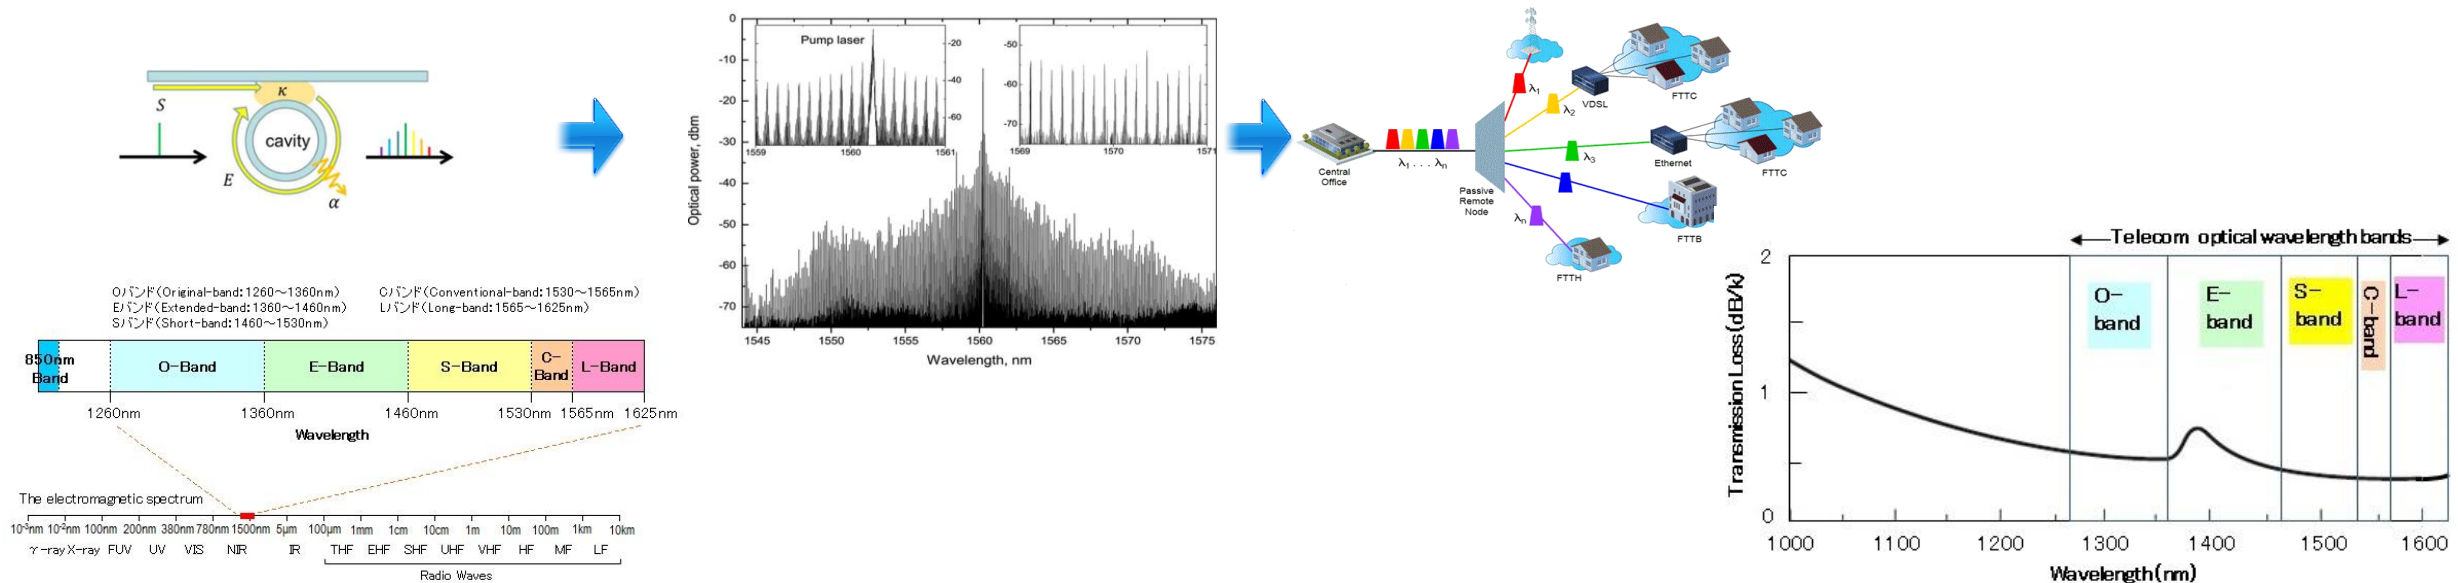 S
κ
cavity
E
α
Oバンド(Original-band:1260～1360nm)
Cバンド(Conventional-band:1530～1565nm)
Eバンド(Extended-band:1360～1460nm)
Lバンド(Long-band:1565～1625nm)
Sバンド(Short-band:1460～1530nm)
850nm
Band
O-Band
E-Band
S-Band
C-
Band
L-Band
1260nm
1360nm
1460nm
1530nm
1565nm
1625nm
Wavelength
The electromagnetic spectrum
10⁻³nm 10⁻²nm 100nm 200nm 380nm 780nm 1500nm 5μm 100μm 1mm 1cm 10cm 1m 10m 100m 1km 10km
γ-ray X-ray FUV UV VIS NIR IR THF EHF SHF UHF VHF HF MF LF
Radio Waves
Optical power, dbm
0
-10
-20
-30
-40
-50
-60
-70
Pump laser
-20
-40
-60
1559 1560 1561
-50
-60
-70
1569 1570 1571
1545 1550 1555 1560 1565 1570 1575
Wavelength, nm
Central
Office
λ₁ . . . λₙ
Passive
Remote
Node
λ₁
λ₂
VDSL
FTTC
λ₃
Ethernet
FTTC
FTTB
λₙ
FTTH
Telecom optical wavelength bands
Transmission Loss(dB/k)
2
1
0
O-
band
E-
band
S-
band
C-band
L-
band
1000 1100 1200 1300 1400 1500 1600
Wavelength(nm)